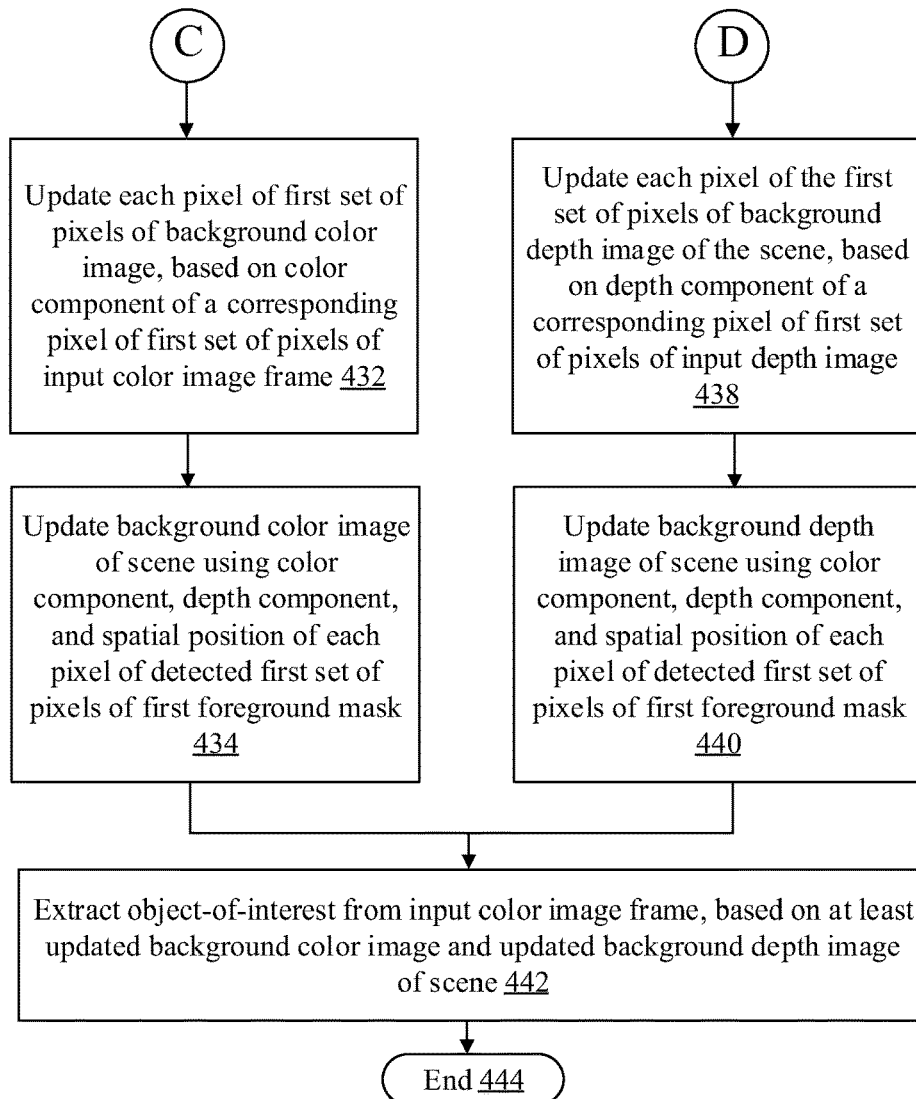 C
D
Update each pixel of first set of
pixels of background color
image, based on color
component of a corresponding
pixel of first set of pixels of
input color image frame 432
Update each pixel of the first
set of pixels of background
depth image of the scene, based
on depth component of a
corresponding pixel of first set
of pixels of input depth image
438
Update background color image
of scene using color
component, depth component,
and spatial position of each
pixel of detected first set of
pixels of first foreground mask
434
Update background depth
image of scene using color
component, depth component,
and spatial position of each
pixel of detected first set of
pixels of first foreground mask
440
Extract object-of-interest from input color image frame, based on at least
updated background color image and updated background depth image
of scene 442
End 444